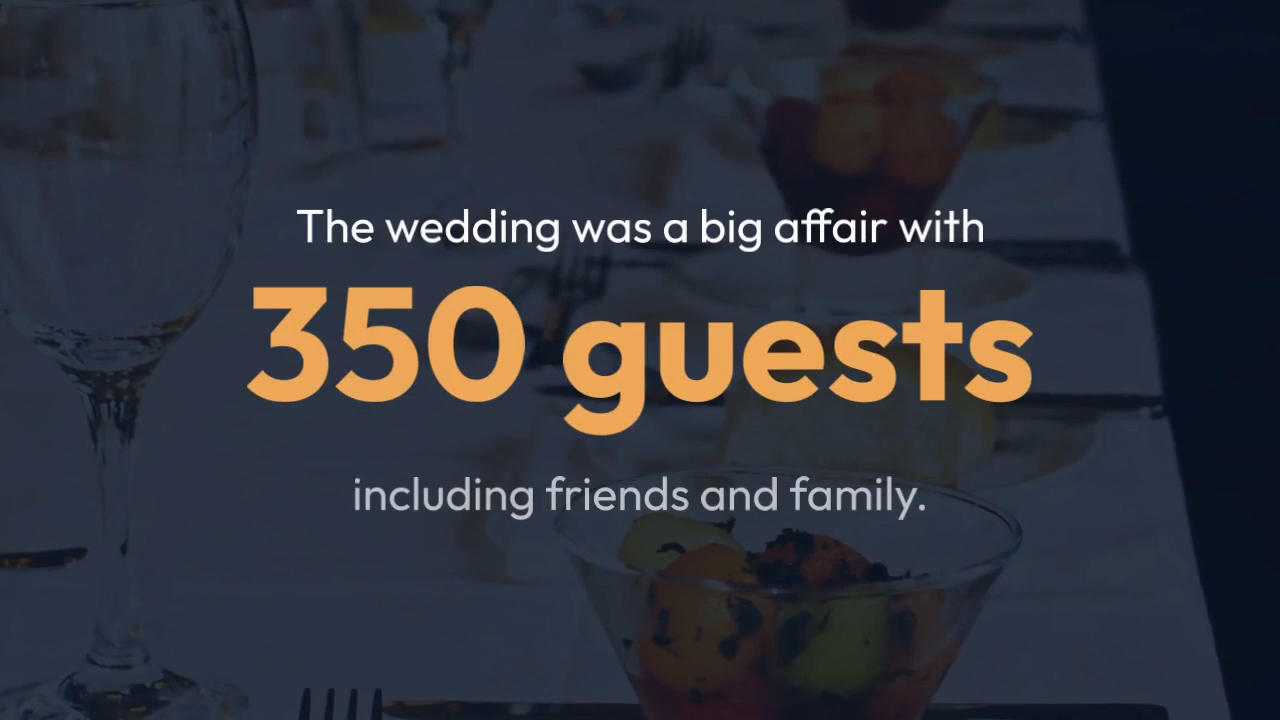 The wedding was a big affair with
350 guests
including friends and family.